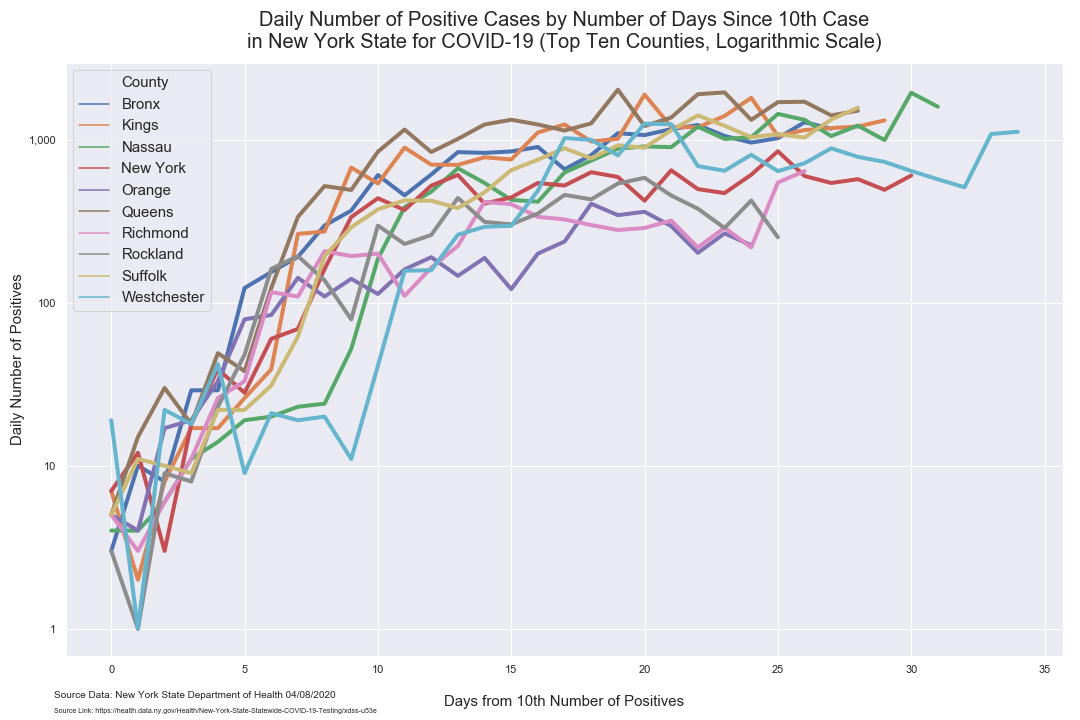 Daily Number of Positive Cases by Number of Days Since 10th Case
in New York State for COVID-19 (Top Ten Counties, Logarithmic Scale)
County
Bronx
Kings
Nassau
New York
Orange
Queens
Richmond
Rockland
Suffolk
Westchester
Daily Number of Positives
1,000
100
10
1
0 5 10 15 20 25 30 35
Days from 10th Number of Positives
Source Data: New York State Department of Health 04/08/2020
Source Link: https://health.data.ny.gov/Health/New-York-State-Statewide-COVID-19-Testing/xdss-u53e